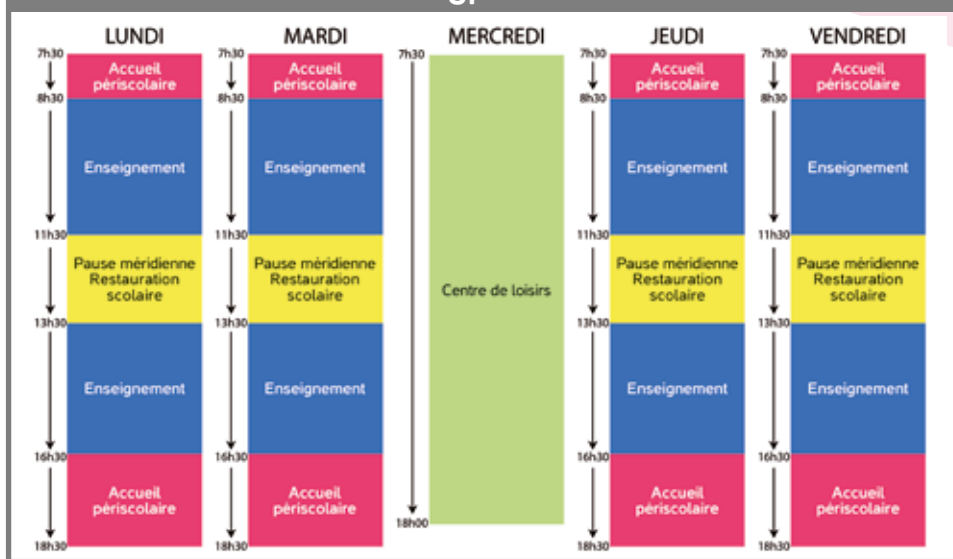 LUNDI
7h30
Accueil
périscolaire
8h30
Enseignement
11h30
Pause méridienne
Restauration
scolaire
13h30
Enseignement
16h30
Accueil
périscolaire
18h30
MARDI
7h30
Accueil
périscolaire
8h30
Enseignement
11h30
Pause méridienne
Restauration
scolaire
13h30
Enseignement
16h30
Accueil
périscolaire
18h30
MERCREDI
7h30
Centre de loisirs
18h00
JEUDI
7h30
Accueil
périscolaire
8h30
Enseignement
11h30
Pause méridienne
Restauration
scolaire
13h30
Enseignement
16h30
Accueil
périscolaire
18h30
VENDREDI
7h30
Accueil
périscolaire
8h30
Enseignement
11h30
Pause méridienne
Restauration
scolaire
13h30
Enseignement
16h30
Accueil
périscolaire
18h30